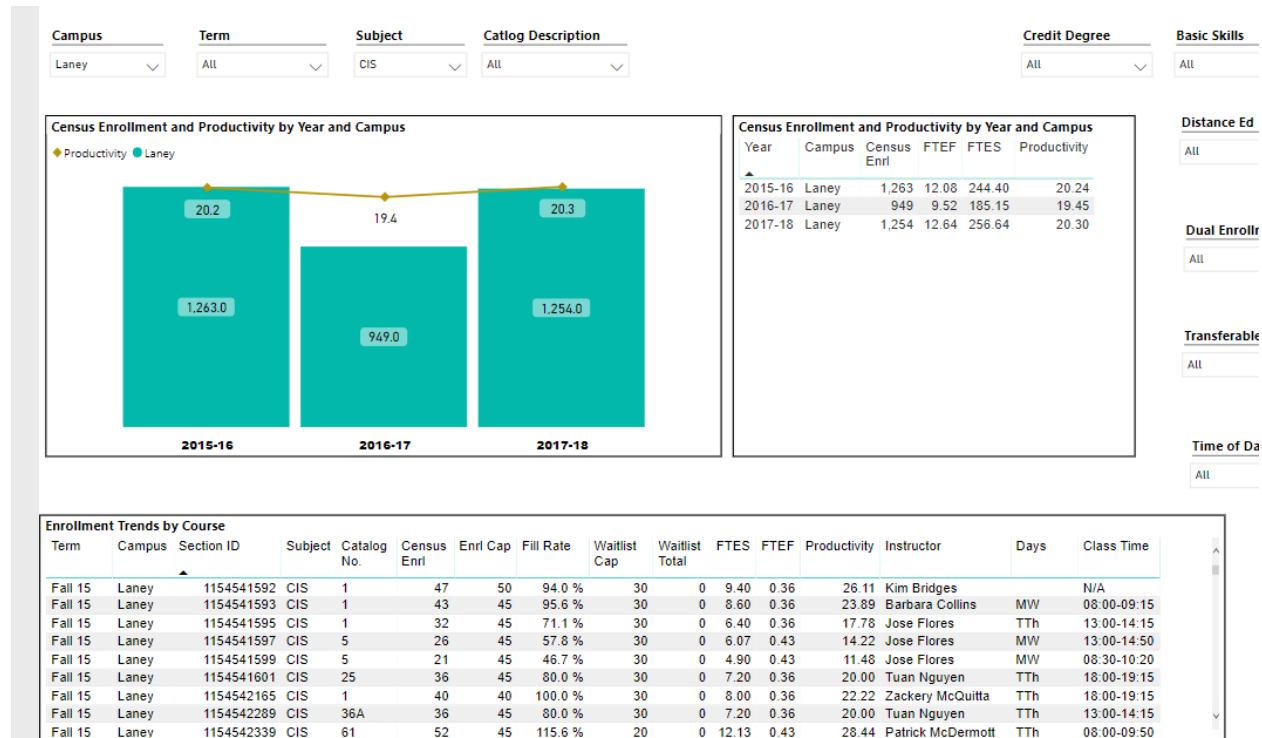 Campus Term Subject Catlog Description Credit Degree Basic Skills
Laney All CIS All All All
Census Enrollment and Productivity by Year and Campus
Productivity Laney
20.2 19.4 20.3
1,263.0 949.0 1,254.0
2015-16 2016-17 2017-18
Census Enrollment and Productivity by Year and Campus
Year Campus Census Enrl FTEF FTES Productivity
2015-16 Laney 1,263 12.08 244.40 20.24
2016-17 Laney 949 9.52 185.15 19.45
2017-18 Laney 1,254 12.64 256.64 20.30
Distance Ed
All
Dual Enrollr
All
Transferable
All
Time of Da
All
Enrollment Trends by Course
Term Campus Section ID Subject Catalog No. Census Enrl Enrl Cap Fill Rate Waitlist Cap Waitlist Total FTES FTEF Productivity Instructor Days Class Time
Fall 15 Laney 1154541592 CIS 1 47 50 94.0 % 30 0 9.40 0.36 26.11 Kim Bridges N/A
Fall 15 Laney 1154541593 CIS 1 43 45 95.6 % 30 0 8.60 0.36 23.89 Barbara Collins MW 08:00-09:15
Fall 15 Laney 1154541595 CIS 1 32 45 71.1 % 30 0 6.40 0.36 17.78 Jose Flores TTh 13:00-14:15
Fall 15 Laney 1154541597 CIS 5 26 45 57.8 % 30 0 6.07 0.43 14.22 Jose Flores MW 13:00-14:50
Fall 15 Laney 1154541599 CIS 5 21 45 46.7 % 30 0 4.90 0.43 11.48 Jose Flores MW 08:30-10:20
Fall 15 Laney 1154541601 CIS 25 36 45 80.0 % 30 0 7.20 0.36 20.00 Tuan Nguyen TTh 18:00-19:15
Fall 15 Laney 1154542165 CIS 1 40 40 100.0 % 30 0 8.00 0.36 22.22 Zackery McQuitta TTh 18:00-19:15
Fall 15 Laney 1154542289 CIS 36A 36 45 80.0 % 30 0 7.20 0.36 20.00 Tuan Nguyen TTh 13:00-14:15
Fall 15 Laney 1154542339 CIS 61 52 45 115.6 % 20 0 12.13 0.43 28.44 Patrick McDermott TTh 08:00-09:50